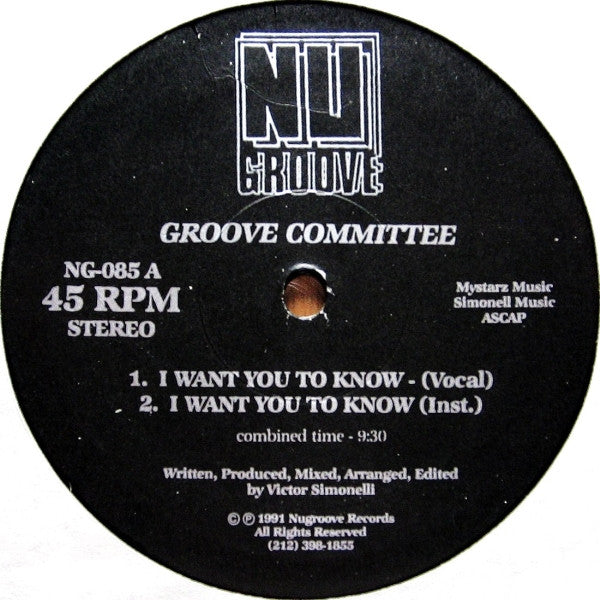 NU
GROOVE
GROOVE COMMITTEE
NG-085 A
45 RPM
STEREO
Mystarz Music
Simonell Music
ASCAP
1. I WANT YOU TO KNOW - (Vocal)
2. I WANT YOU TO KNOW (Inst.)
combined time - 9:30
Written, Produced, Mixed, Arranged, Edited
by Victor Simonelli
© ℗ 1991 Nugroove Records
All Rights Reserved
(212) 398-1855